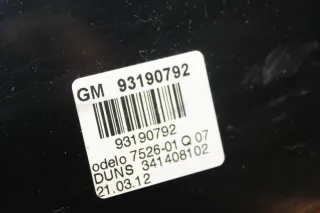 GM 93190792
93190792
odelo 7526-01 Q 07
DUNS 341408102
21.03.12